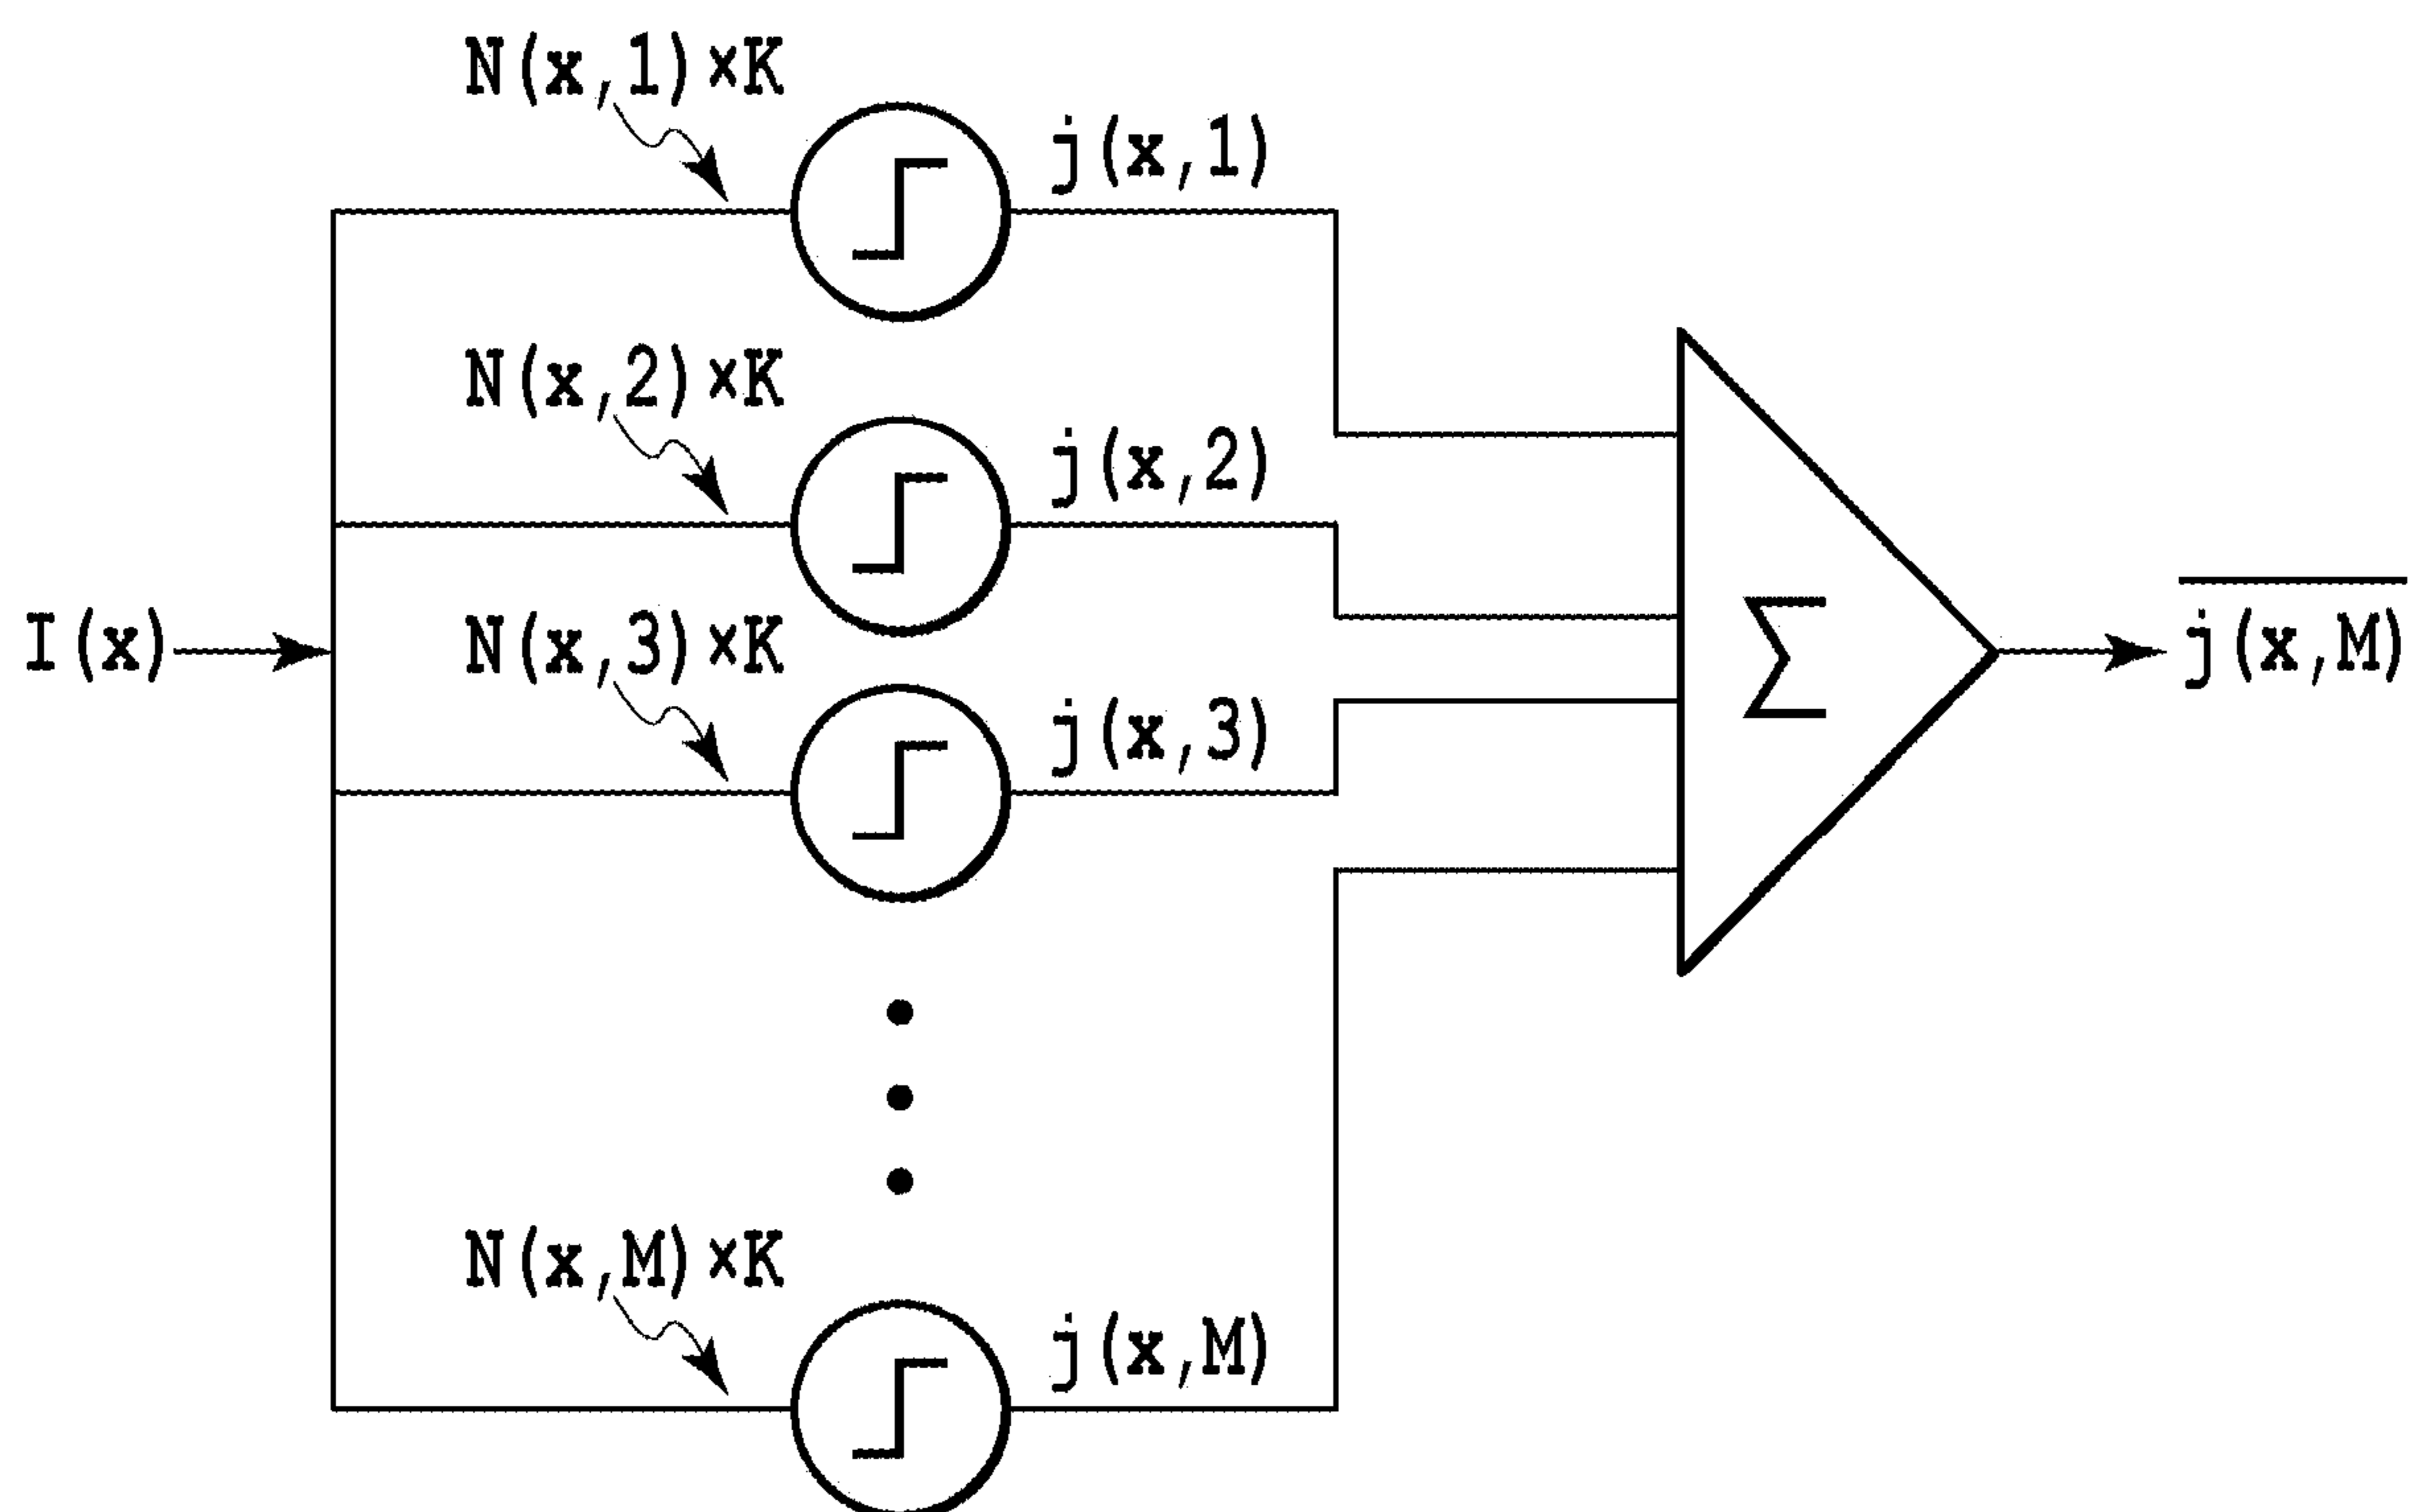 N(x,1)×K
j(x,1)
N(x,2)×K
j(x,2)
I(x)
N(x,3)×K
∑
j(x,M)
j(x,3)
N(x,M)×K
j(x,M)